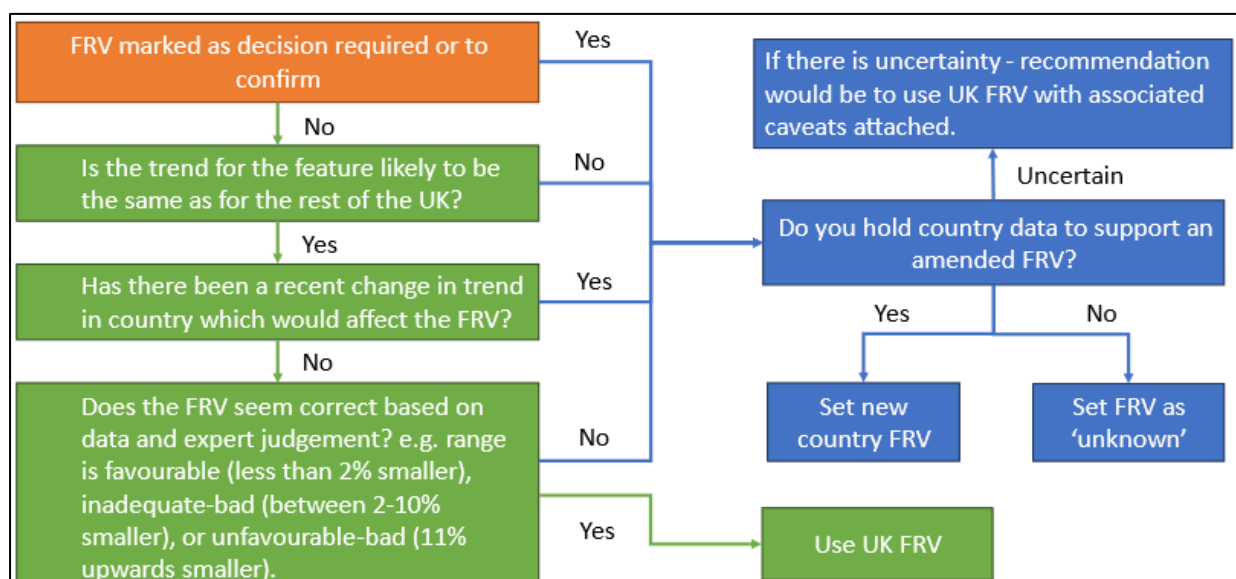 FRV marked as decision required or to
confirm
Yes
No
Is the trend for the feature likely to be
the same as for the rest of the UK?
No
Yes
Has there been a recent change in trend
in country which would affect the FRV?
Yes
No
Does the FRV seem correct based on
data and expert judgement? e.g. range
is favourable (less than 2% smaller),
inadequate-bad (between 2-10%
smaller), or unfavourable-bad (11%
upwards smaller).
No
Yes
Use UK FRV
If there is uncertainty - recommendation
would be to use UK FRV with associated
caveats attached.
Uncertain
Do you hold country data to support an
amended FRV?
Yes
No
Set new
country FRV
Set FRV as
‘unknown’